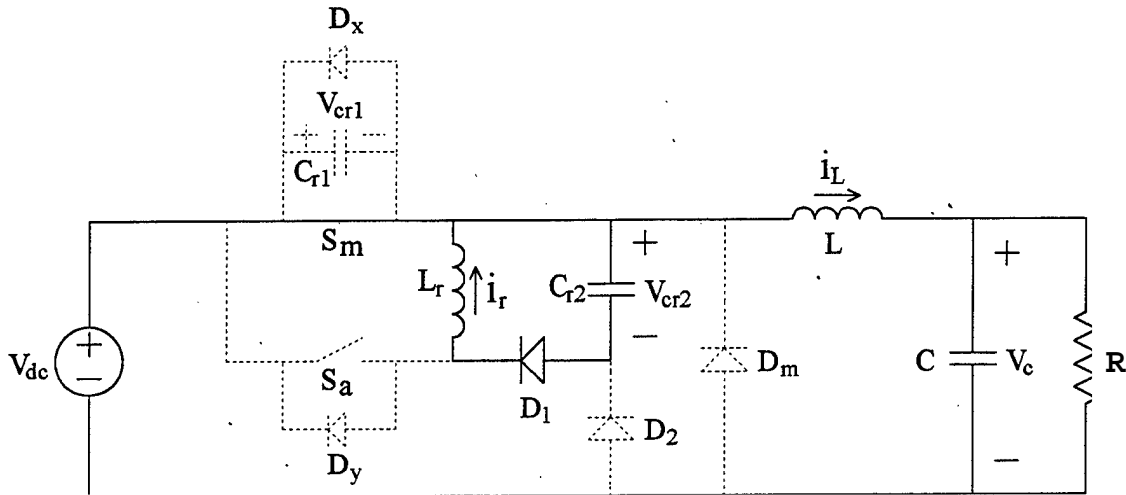 Dx
Vcr1
+ −
Cr1
iL
Sm
L
Lr
ir
Cr2
+
Vcr2
−
+
Vdc
−
Sa
D1
Dm
C
+
Vc
−
R
Dy
D2